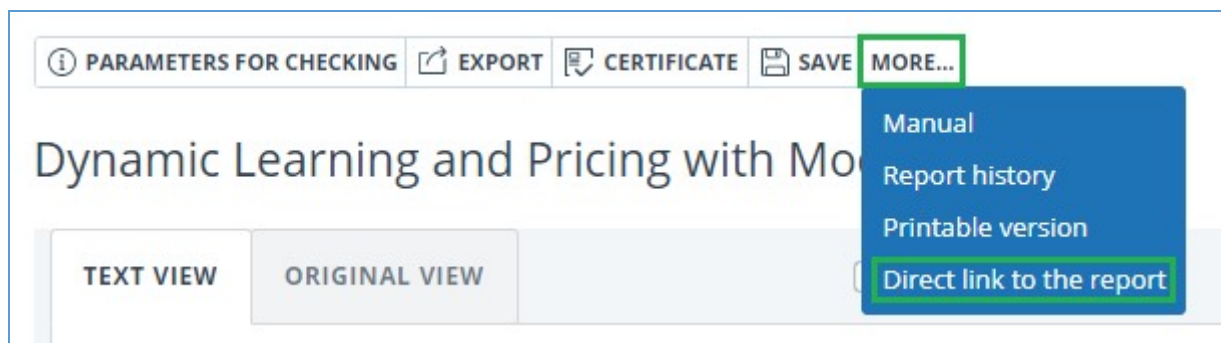 PARAMETERS FOR CHECKING EXPORT CERTIFICATE SAVE MORE...
Manual
Dynamic Learning and Pricing with
Report history
Printable version
TEXT VIEW ORIGINAL VIEW
Direct link to the report